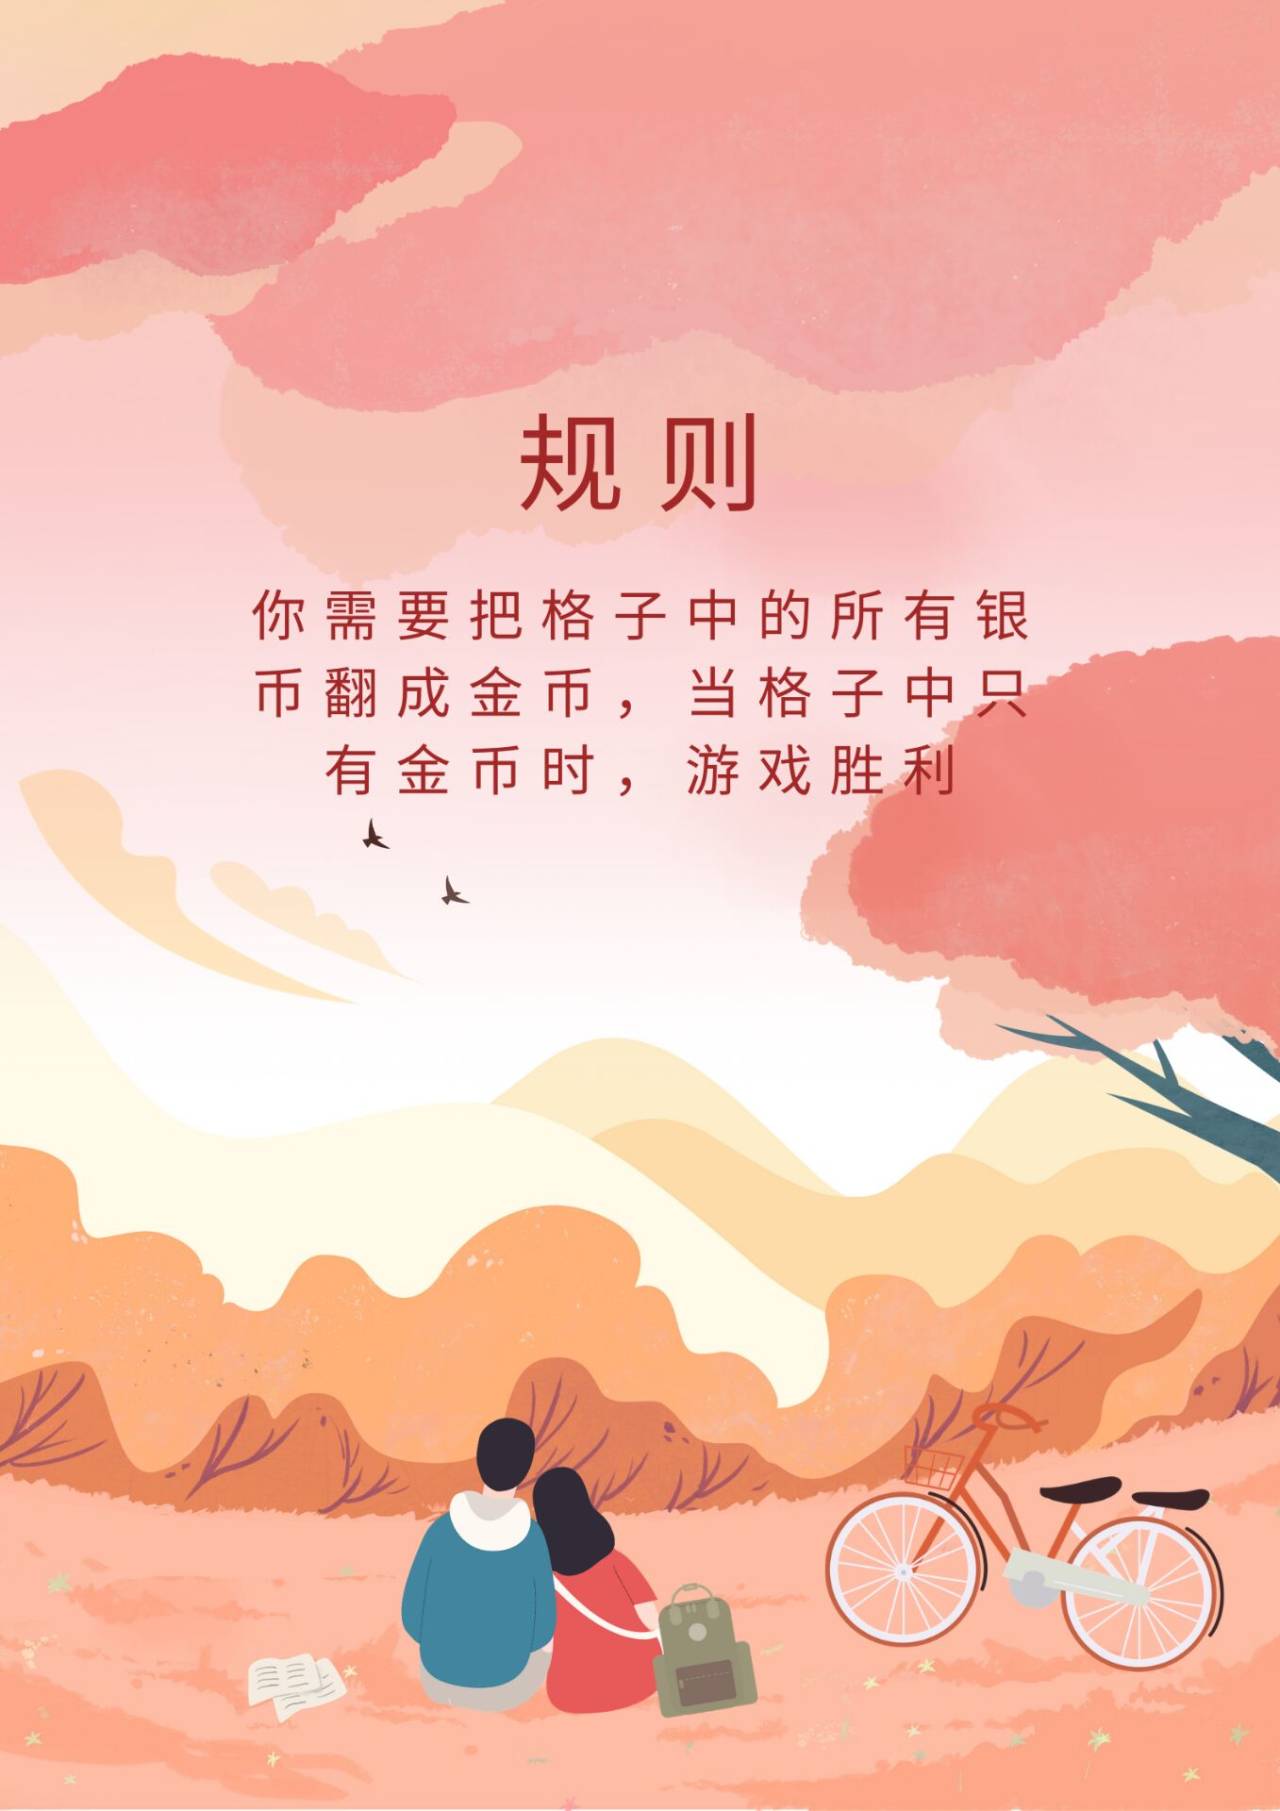 规则
你需要把格子中的所有银
币翻成金币，当格子中只
有金币时，游戏胜利